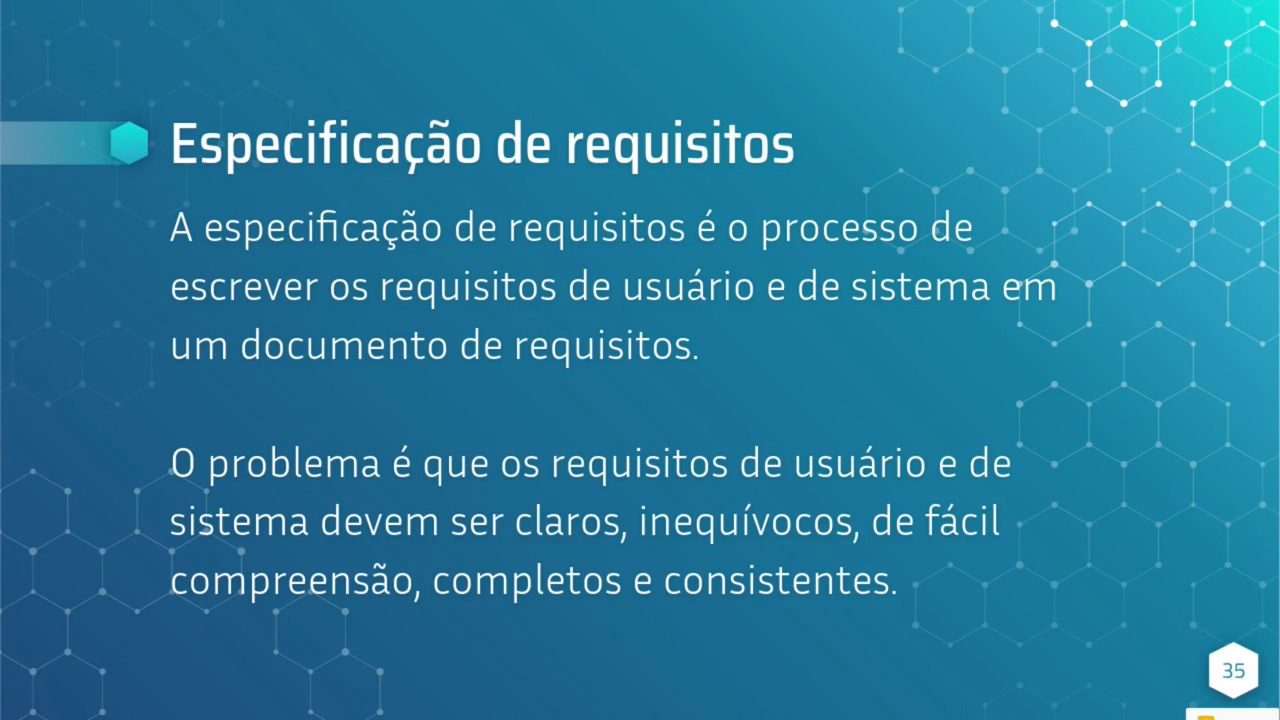 Especificação de requisitos
A especificação de requisitos é o processo de
escrever os requisitos de usuário e de sistema em
um documento de requisitos.
O problema é que os requisitos de usuário e de
sistema devem ser claros, inequívocos, de fácil
compreensão, completos e consistentes.
35